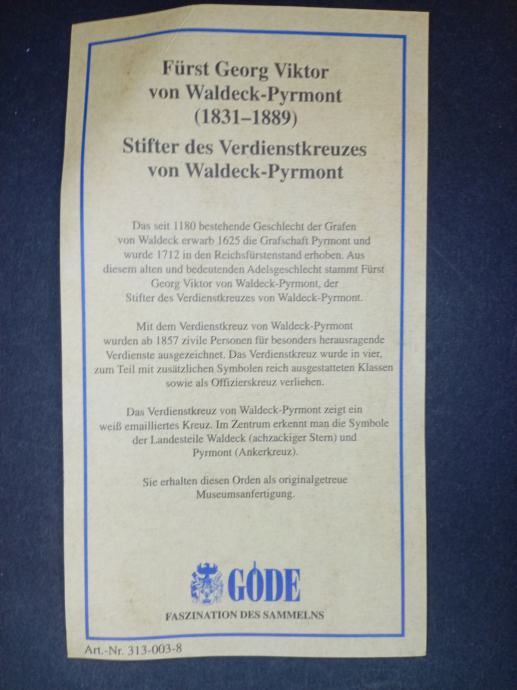 Fürst Georg Viktor
von Waldeck-Pyrmont
(1831–1889)
Stifter des Verdienstkreuzes
von Waldeck-Pyrmont
Das seit 1180 bestehende Geschlecht der Grafen
von Waldeck erwarb 1625 die Grafschaft Pyrmont und
wurde 1712 in den Reichsfürstenstand erhoben. Aus
diesem alten und bedeutenden Adelsgeschlecht stammt Fürst
Georg Viktor von Waldeck-Pyrmont, der
Stifter des Verdienstkreuzes von Waldeck-Pyrmont.
Mit dem Verdienstkreuz von Waldeck-Pyrmont
wurden ab 1857 zivile Personen für besonders herausragende
Verdienste ausgezeichnet. Das Verdienstkreuz wurde in vier,
zum Teil mit zusätzlichen Symbolen reich ausgestatteten Klassen
sowie als Offizierskreuz verliehen.
Das Verdienstkreuz von Waldeck-Pyrmont zeigt ein
weiß emailliertes Kreuz. Im Zentrum erkennt man die Symbole
der Landesteile Waldeck (achzackiger Stern) und
Pyrmont (Ankerkreuz).
Sie erhalten diesen Orden als originalgetreue
Museumsanfertigung.
GÖDE
FASZINATION DES SAMMELNS
Art.-Nr. 313-003-8